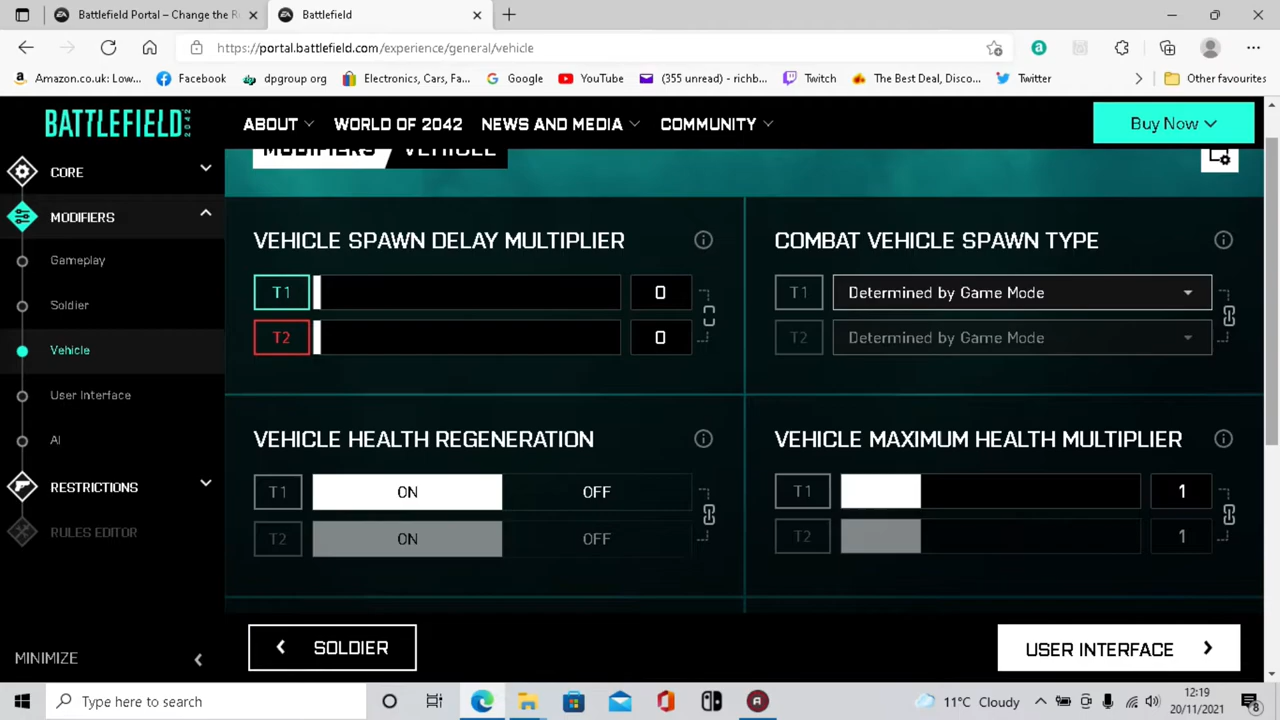 Battlefield Portal – Change the R
Battlefield
https://portal.battlefield.com/experience/general/vehicle
Amazon.co.uk: Low...
Facebook
dpgroup org
Electronics, Cars, Fa...
Google
YouTube
(355 unread) - richb...
Twitch
The Best Deal, Disco...
Twitter
Other favourites
BATTLEFIELD 2042
ABOUT
WORLD OF 2042
NEWS AND MEDIA
COMMUNITY
Buy Now
CORE
MODIFIERS
Gameplay
Soldier
Vehicle
User Interface
AI
RESTRICTIONS
RULES EDITOR
MINIMIZE
MODIFIERS VEHICLE
VEHICLE SPAWN DELAY MULTIPLIER
T1 0
T2 0
COMBAT VEHICLE SPAWN TYPE
T1 Determined by Game Mode
T2 Determined by Game Mode
VEHICLE HEALTH REGENERATION
T1 ON OFF
T2 ON OFF
VEHICLE MAXIMUM HEALTH MULTIPLIER
T1 1
T2 1
SOLDIER
USER INTERFACE
Type here to search
11°C Cloudy
12:19
20/11/2021
8